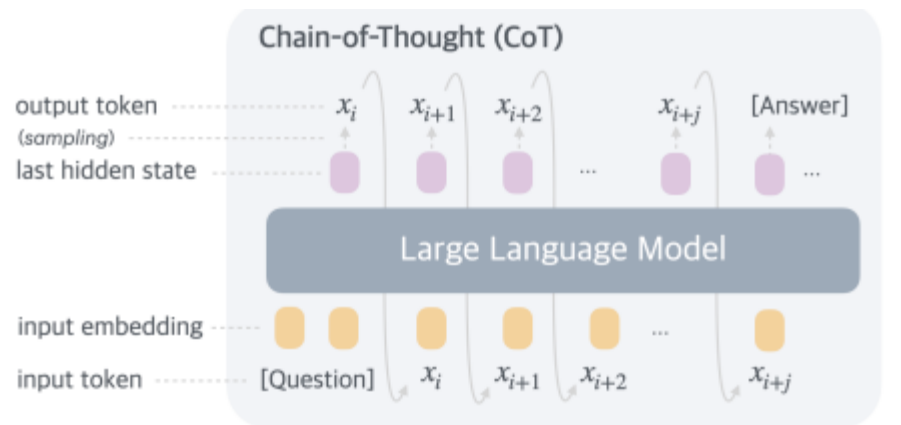 Chain-of-Thought (CoT)
output token x_i x_{i+1} x_{i+2} x_{i+j} [Answer]
(sampling)
last hidden state ... ...
Large Language Model
input embedding ...
input token [Question] x_i x_{i+1} x_{i+2} x_{i+j}